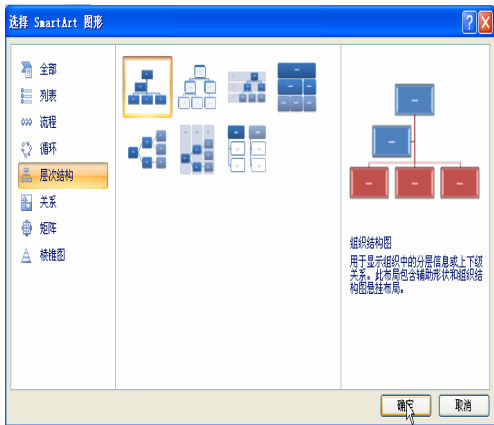 选择 SmartArt 图形
全部
列表
流程
循环
层次结构
关系
矩阵
棱锥图
组织结构图
用于显示组织中的分层信息或上下级
关系。此布局包含辅助形状和组织结
构图悬挂布局。
确定
取消